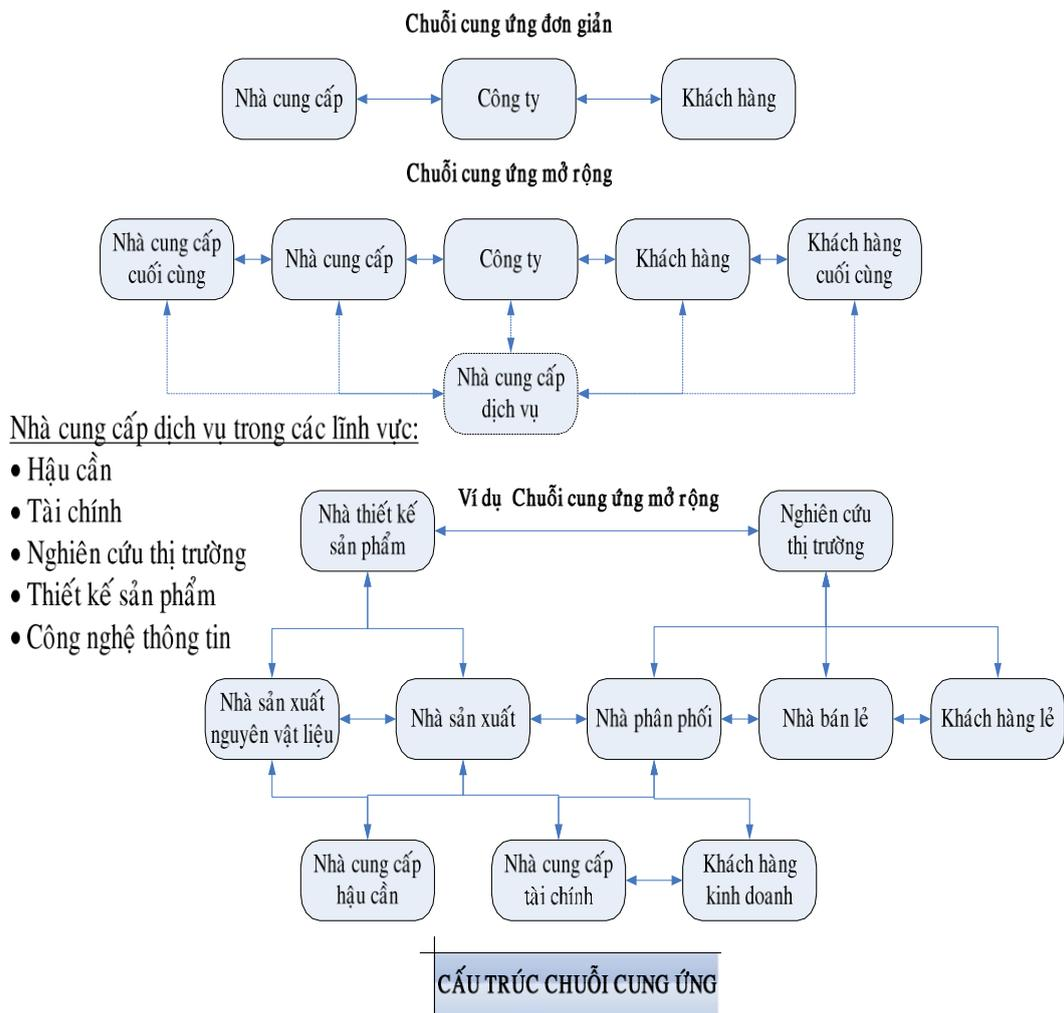 Chuỗi cung ứng đơn giản
Nhà cung cấp
Công ty
Khách hàng
Chuỗi cung ứng mở rộng
Nhà cung cấp
cuối cùng
Nhà cung cấp
Công ty
Khách hàng
Khách hàng
cuối cùng
Nhà cung cấp
dịch vụ
Nhà cung cấp dịch vụ trong các lĩnh vực:
• Hậu cần
• Tài chính
• Nghiên cứu thị trường
• Thiết kế sản phẩm
• Công nghệ thông tin
Ví dụ Chuỗi cung ứng mở rộng
Nhà thiết kế
sản phẩm
Nghiên cứu
thị trường
Nhà sản xuất
nguyên vật liệu
Nhà sản xuất
Nhà phân phối
Nhà bán lẻ
Khách hàng lẻ
Nhà cung cấp
hậu cần
Nhà cung cấp
tài chính
Khách hàng
kinh doanh
CẤU TRÚC CHUỖI CUNG ỨNG